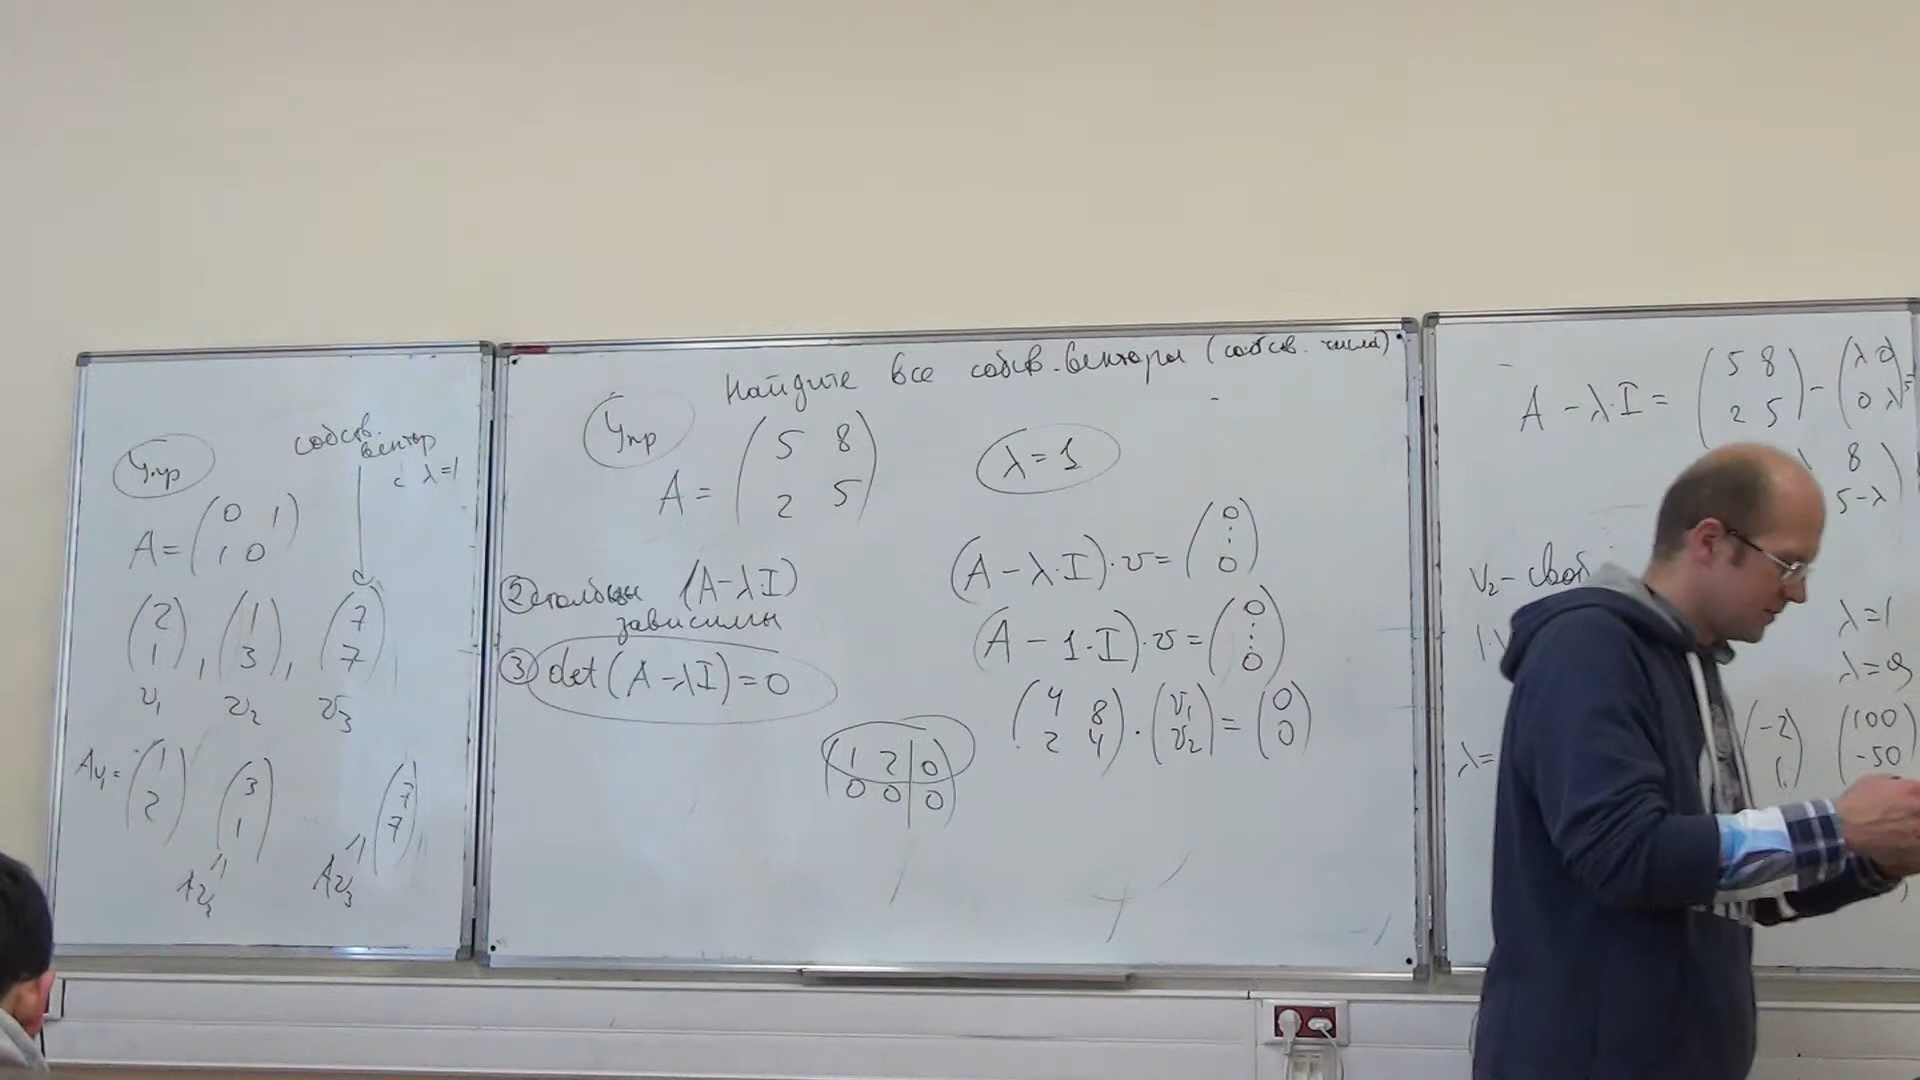 Упр
собств.
вектор
с λ=1
A = (0 1
1 0)
(2
1), (1
3), (7
7)
v₁ v₂ v₃
Av₁ = (1
2) (3
1) (7
7)
Av₂ Av₃
Найдите все собств. векторы (собств. числа)
Упр
A = (5 8
2 5)
λ=1
② столбцы (A-λI)
зависимы
③ det(A-λI)=0
(A-λ·I)·v = (0
⋮
0)
(A-1·I)·v = (0
⋮
0)
(4 8
2 4)·(v₁
v₂) = (0
0)
(1 2|0
0 0|0)
A-λ·I = (5 8
2 5) - (λ 0
0 λ) =
8
5-λ)
v₂-
λ=1
λ=9
λ=
(-2
1) (100
-50)